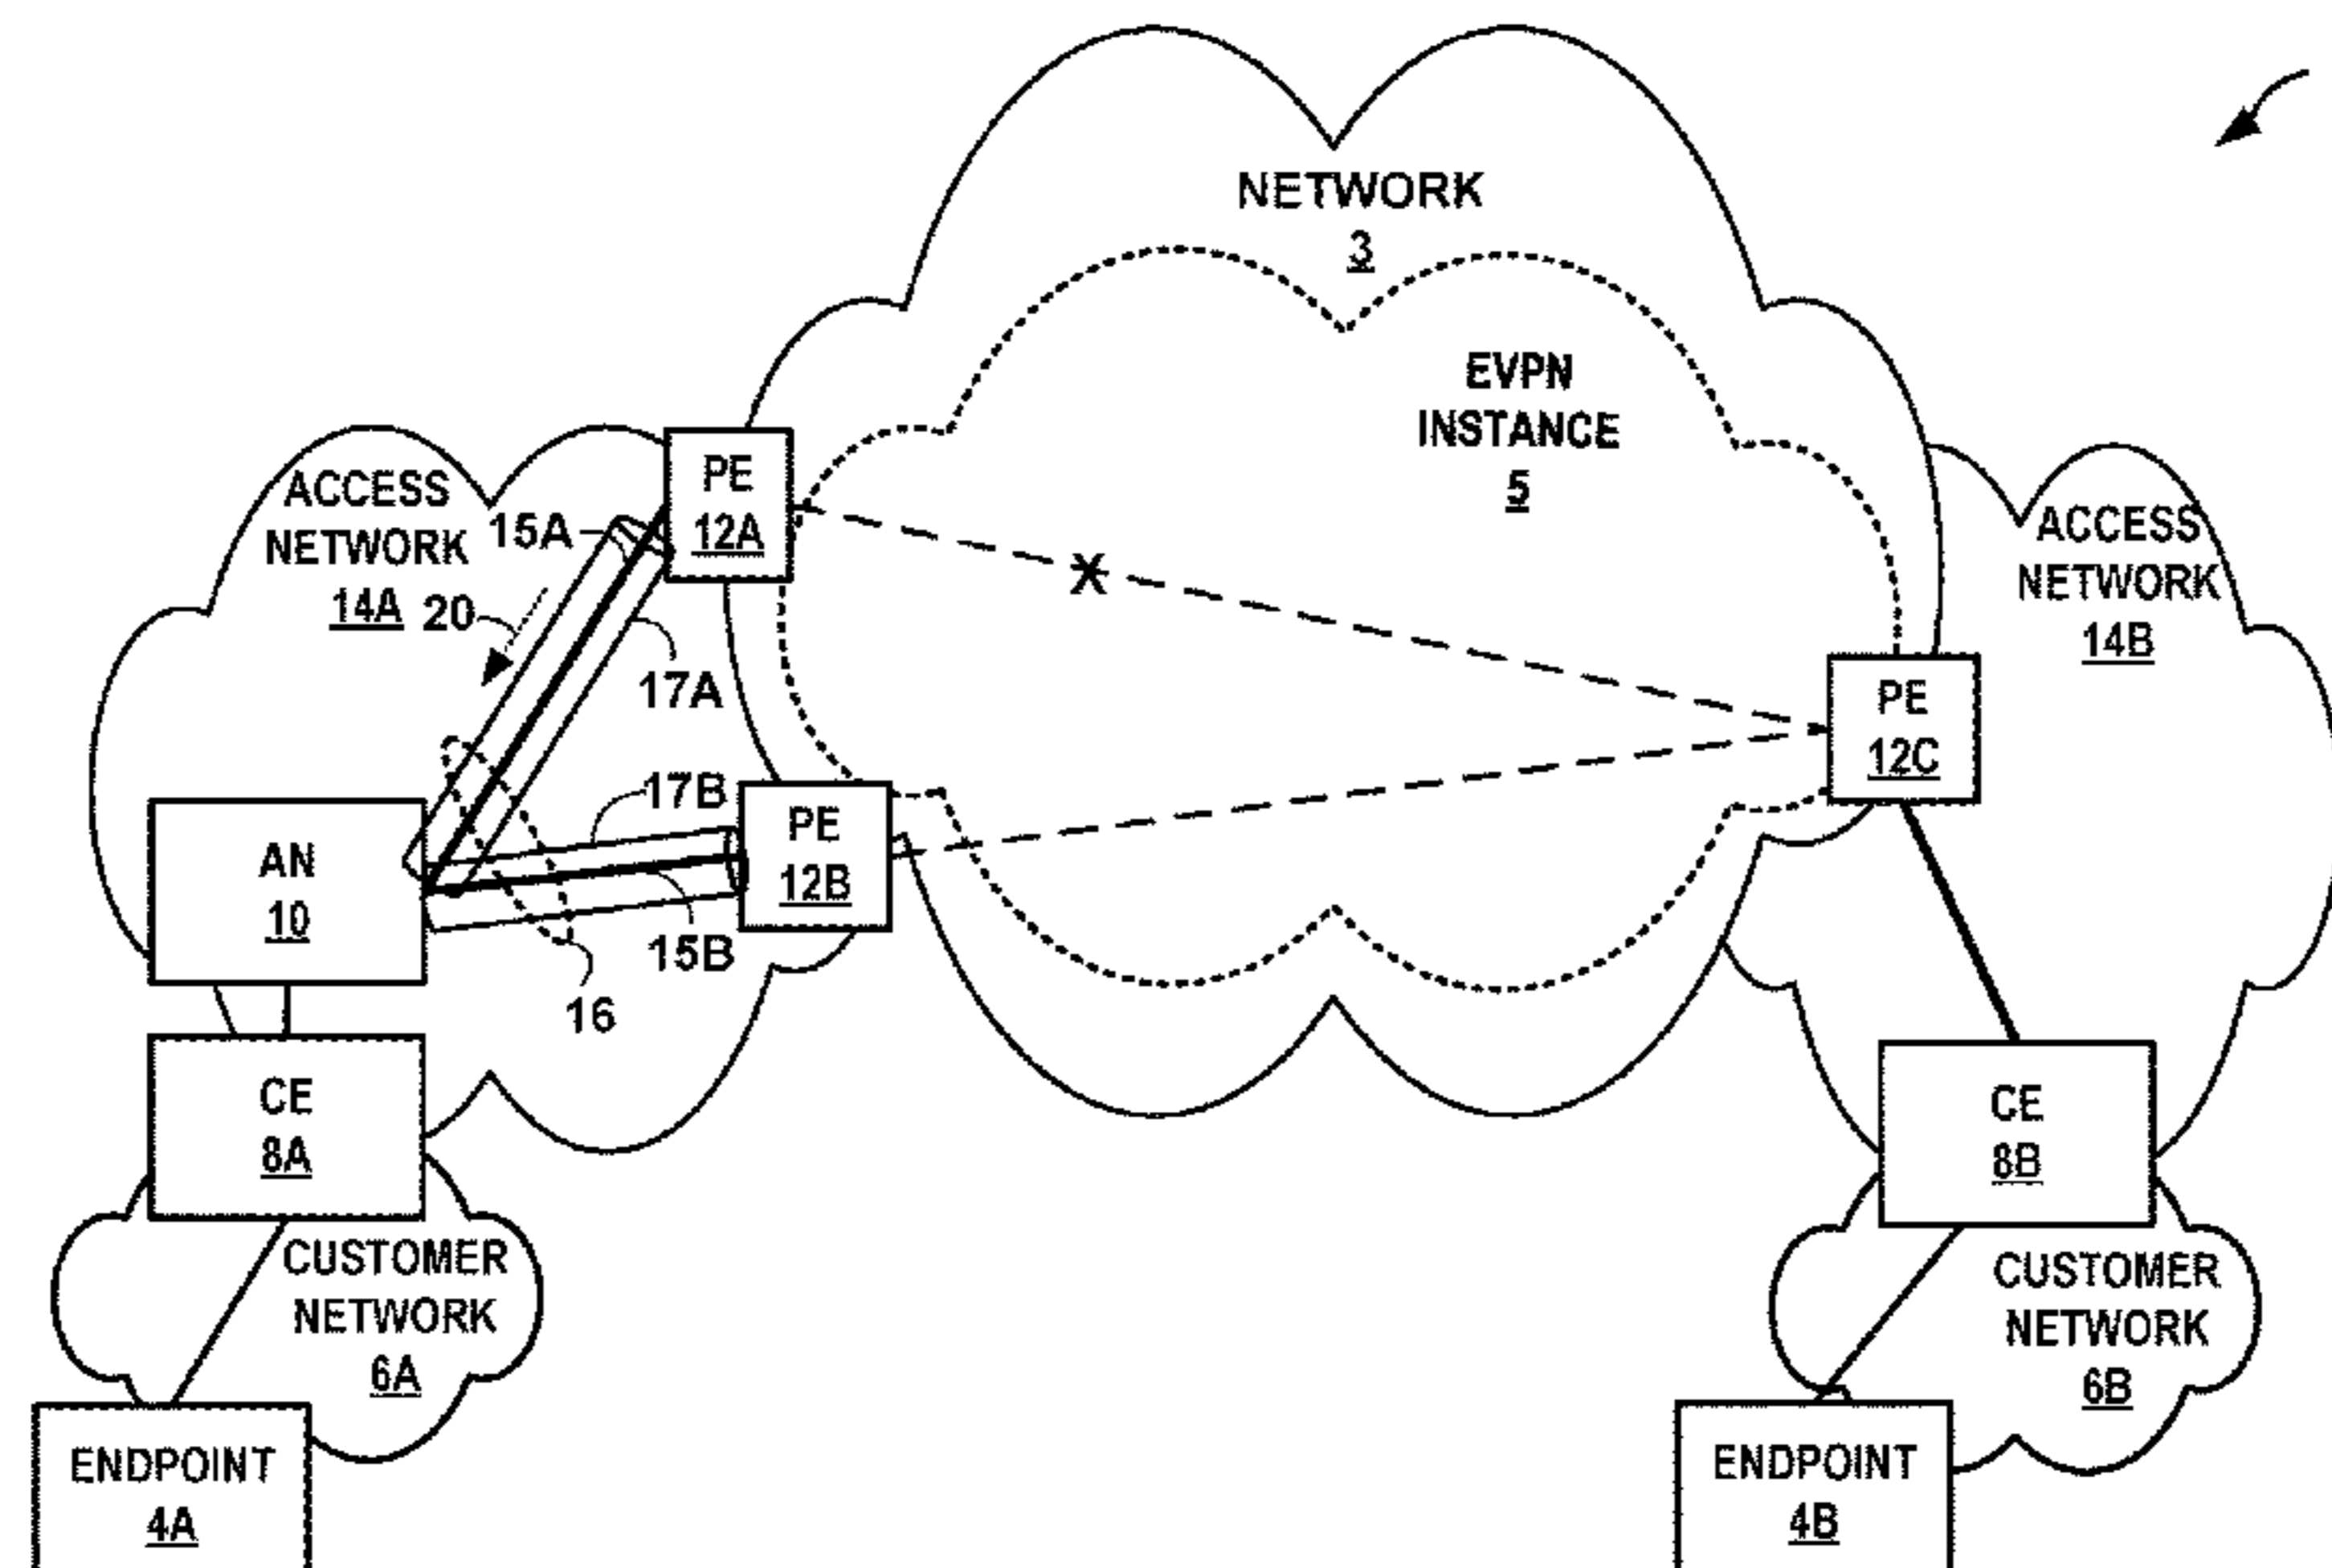 NETWORK
3
EVPN
INSTANCE
5
ACCESS
NETWORK
14A
15A
20
17A
PE
12A
ACCESS
NETWORK
14B
PE
12C
17B
PE
12B
15B
16
AN
10
CE
8A
CE
8B
CUSTOMER
NETWORK
6A
CUSTOMER
NETWORK
6B
ENDPOINT
4A
ENDPOINT
4B
X